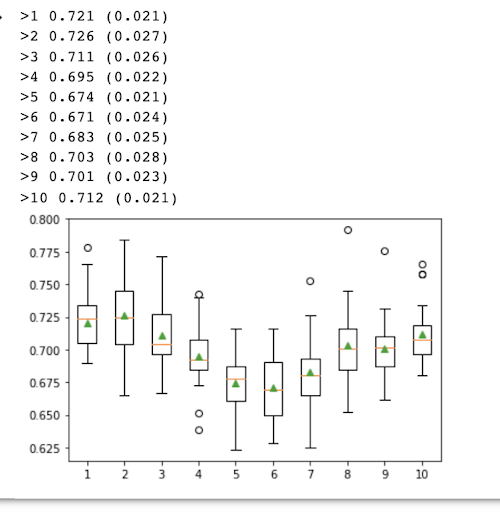 >1 0.721 (0.021)
>2 0.726 (0.027)
>3 0.711 (0.026)
>4 0.695 (0.022)
>5 0.674 (0.021)
>6 0.671 (0.024)
>7 0.683 (0.025)
>8 0.703 (0.028)
>9 0.701 (0.023)
>10 0.712 (0.021)
0.800
0.775
0.750
0.725
0.700
0.675
0.650
0.625
1 2 3 4 5 6 7 8 9 10